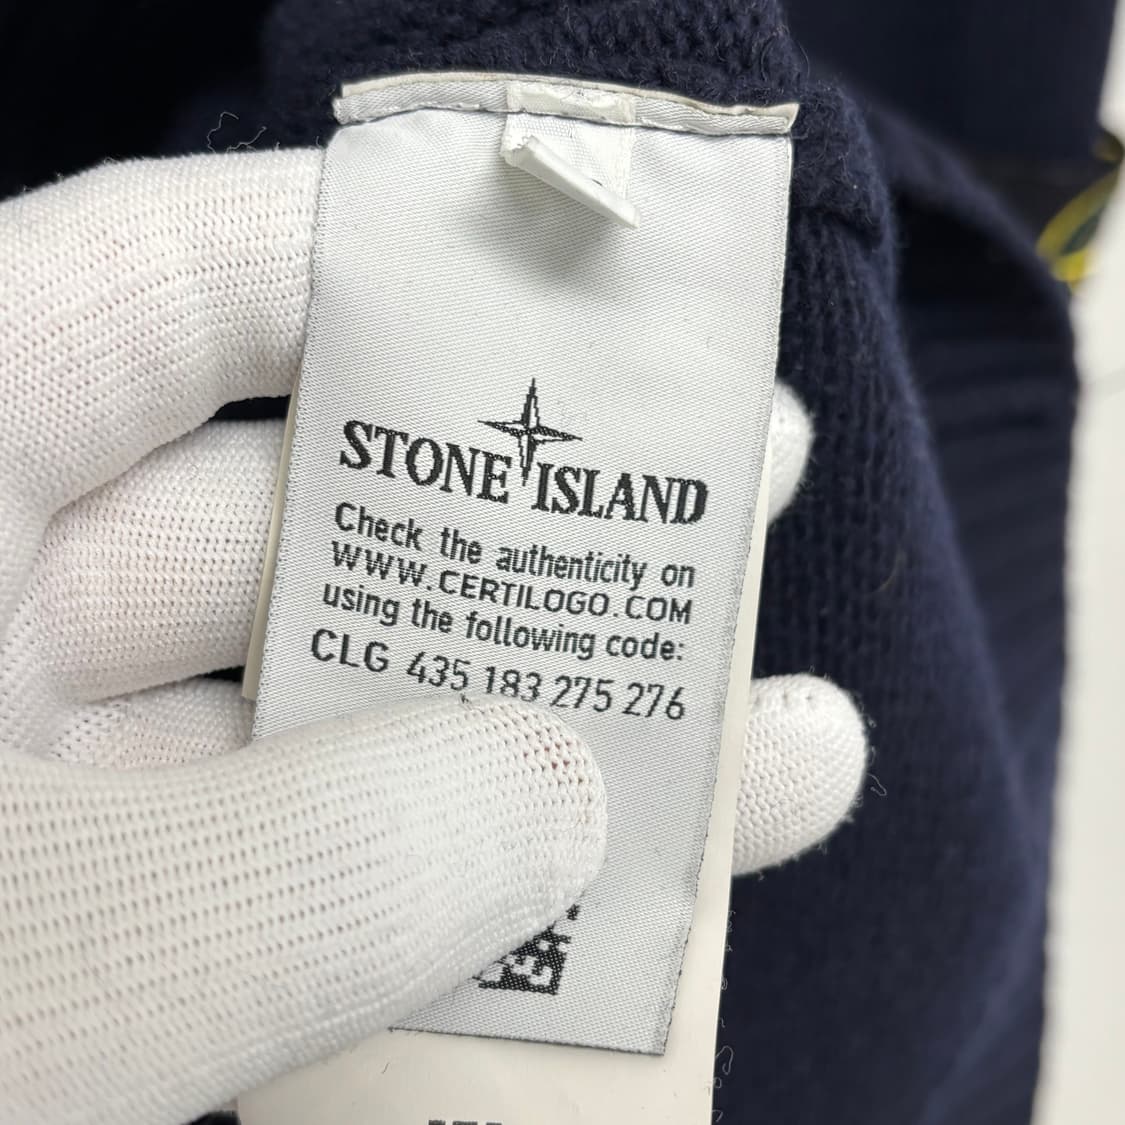 STONE ISLAND
Check the authenticity on
WWW.CERTILOGO.COM
using the following code:
CLG 435 183 275 276